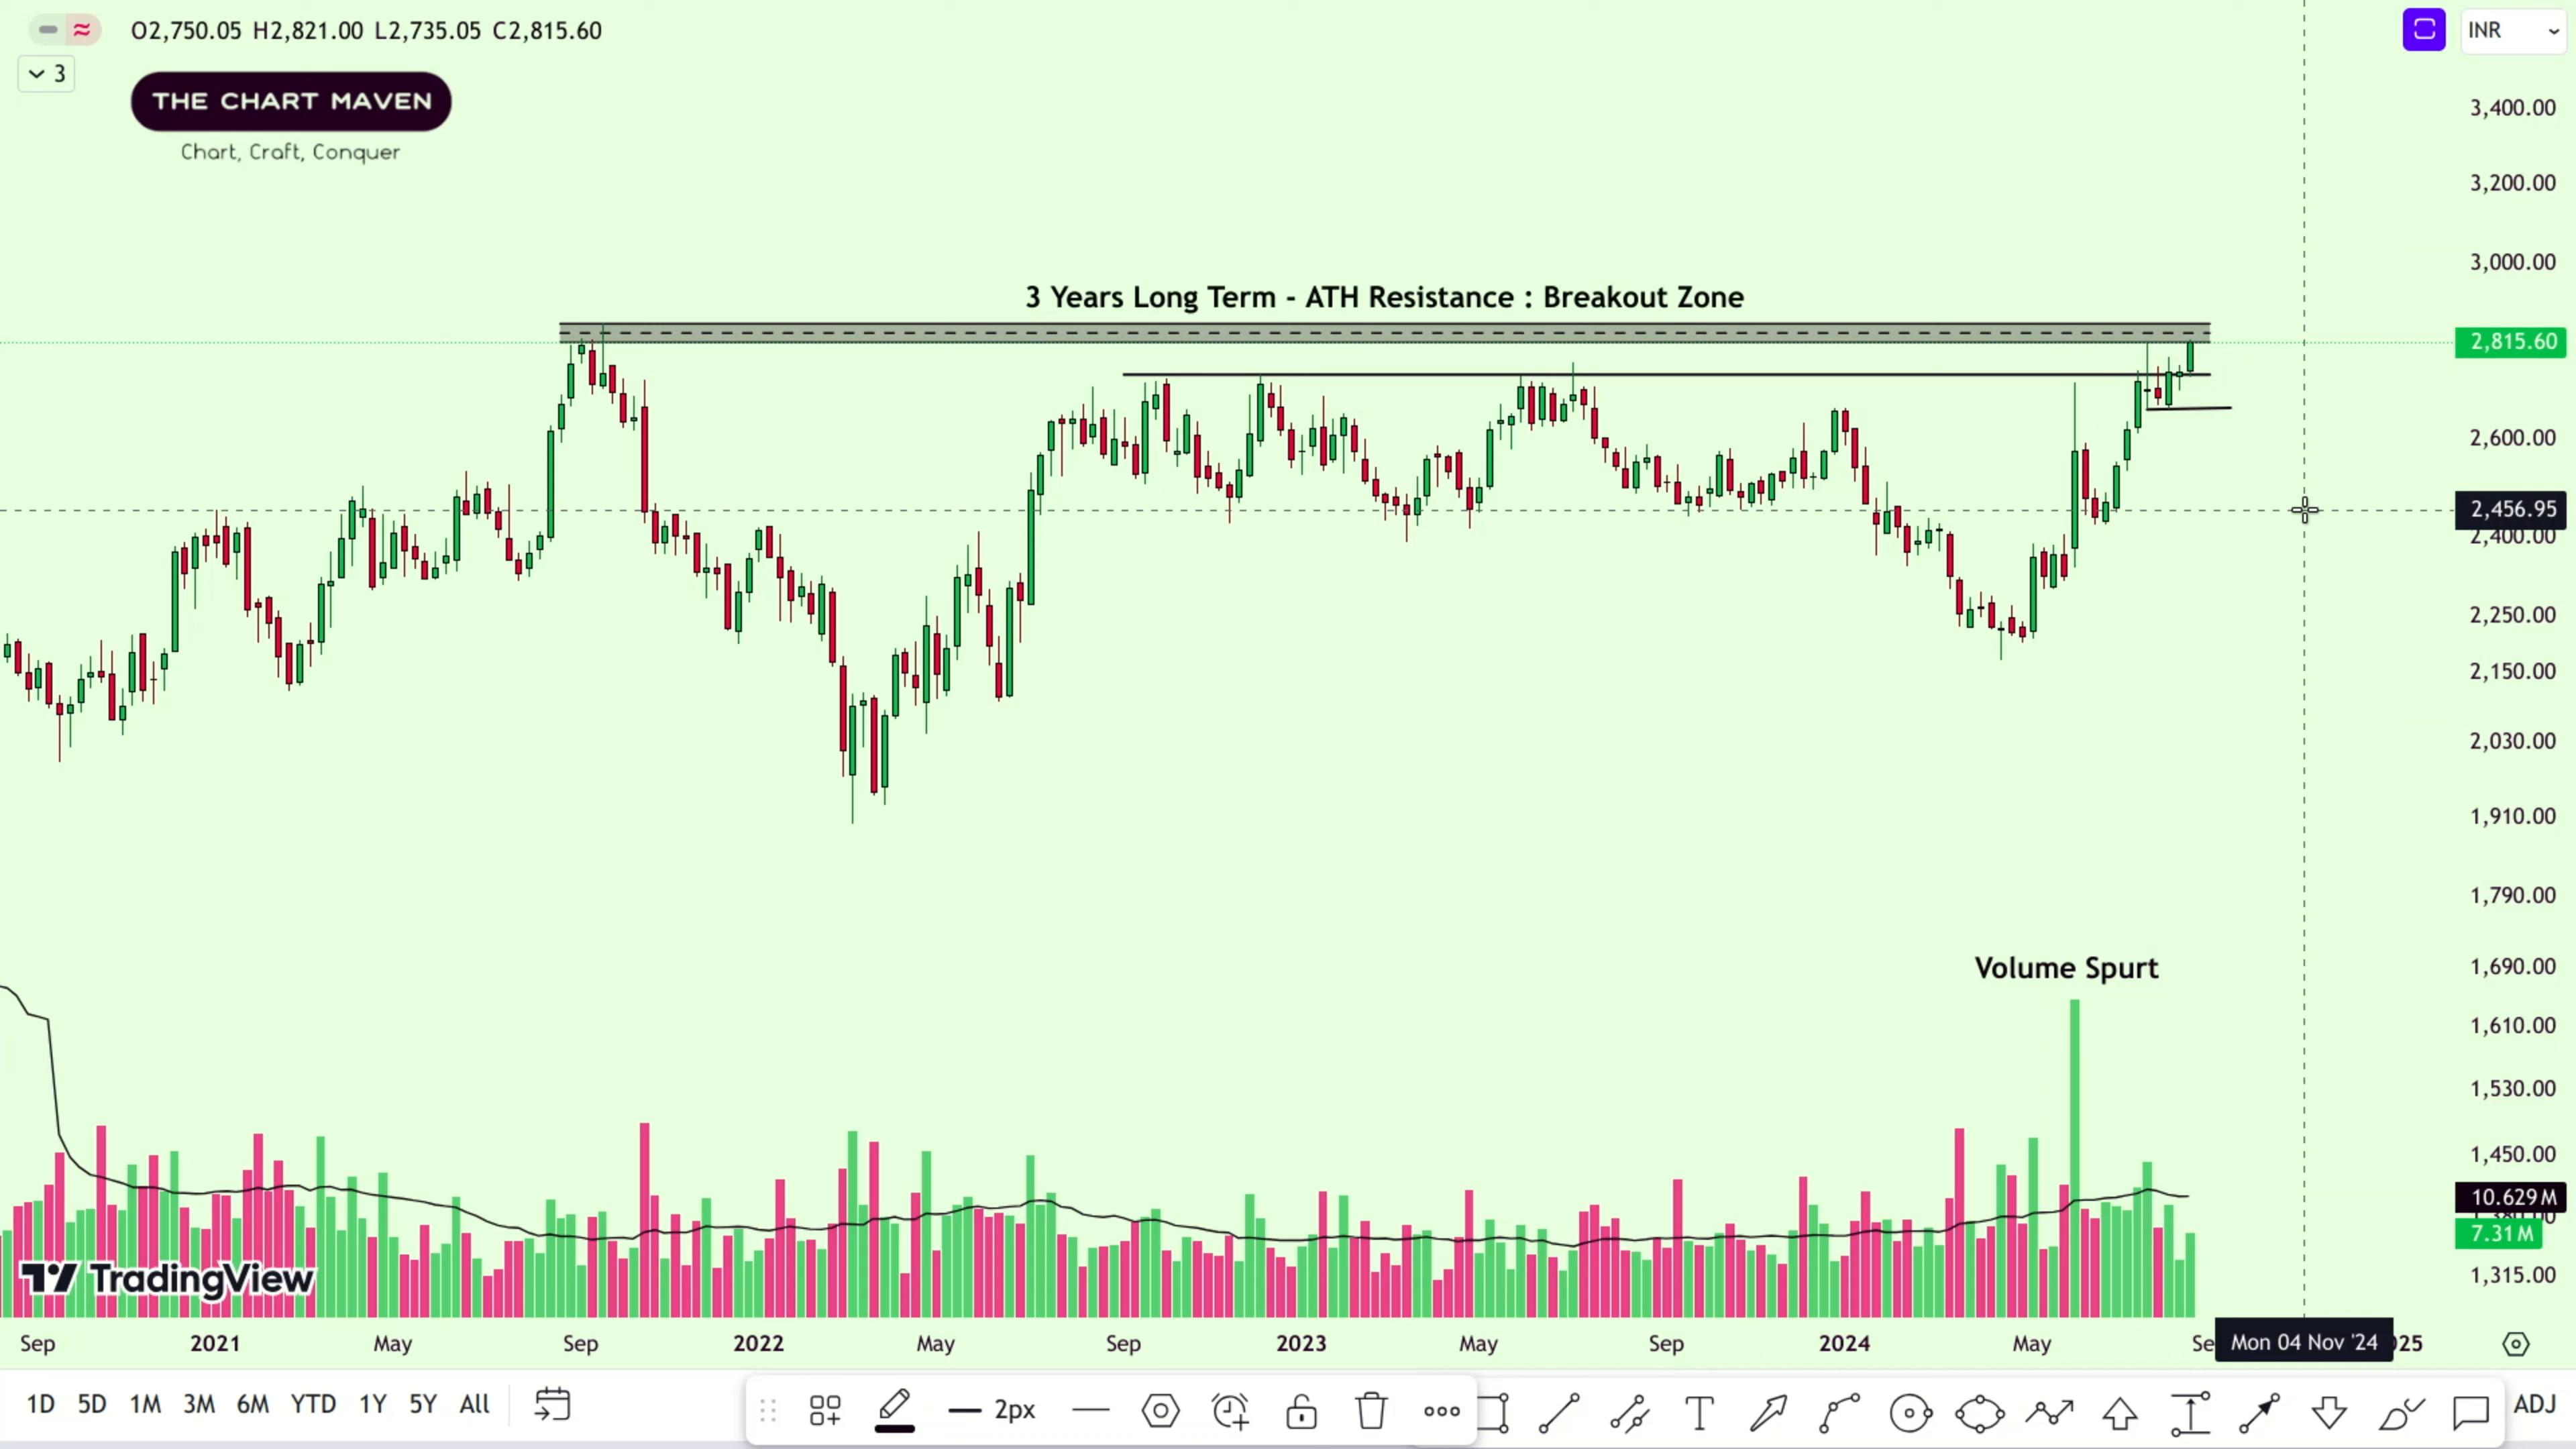 O2,750.05 H2,821.00 L2,735.05 C2,815.60
INR
3
THE CHART MAVEN
Chart, Craft, Conquer
3,400.00
3,200.00
3,000.00
3 Years Long Term - ATH Resistance : Breakout Zone
2,815.60
2,600.00
2,456.95
2,400.00
2,250.00
2,150.00
2,030.00
1,910.00
1,790.00
Volume Spurt
1,690.00
1,610.00
1,530.00
1,450.00
10.629M
7.31M
1,315.00
TradingView
Sep 2021 May Sep 2022 May Sep 2023 May Sep 2024 May Se Mon 04 Nov '24 025
1D 5D 1M 3M 6M YTD 1Y 5Y All 2px T ADJ